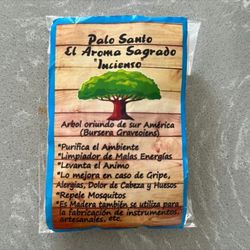 Palo Santo
El Aroma Sagrado
"Incienso"
Arbol oriundo de sur América
(Bursera Graveolens)
*Purifica el Ambiente
*Limpiador de Malas Energías
*Levanta el Animo
*Lo mejora en caso de Gripe,
Alergias, Dolor de Cabeza y Huesos
*Repele Mosquitos
*Es Madera también se utiliza para
la fabricación de instrumentos,
artesanales, etc.